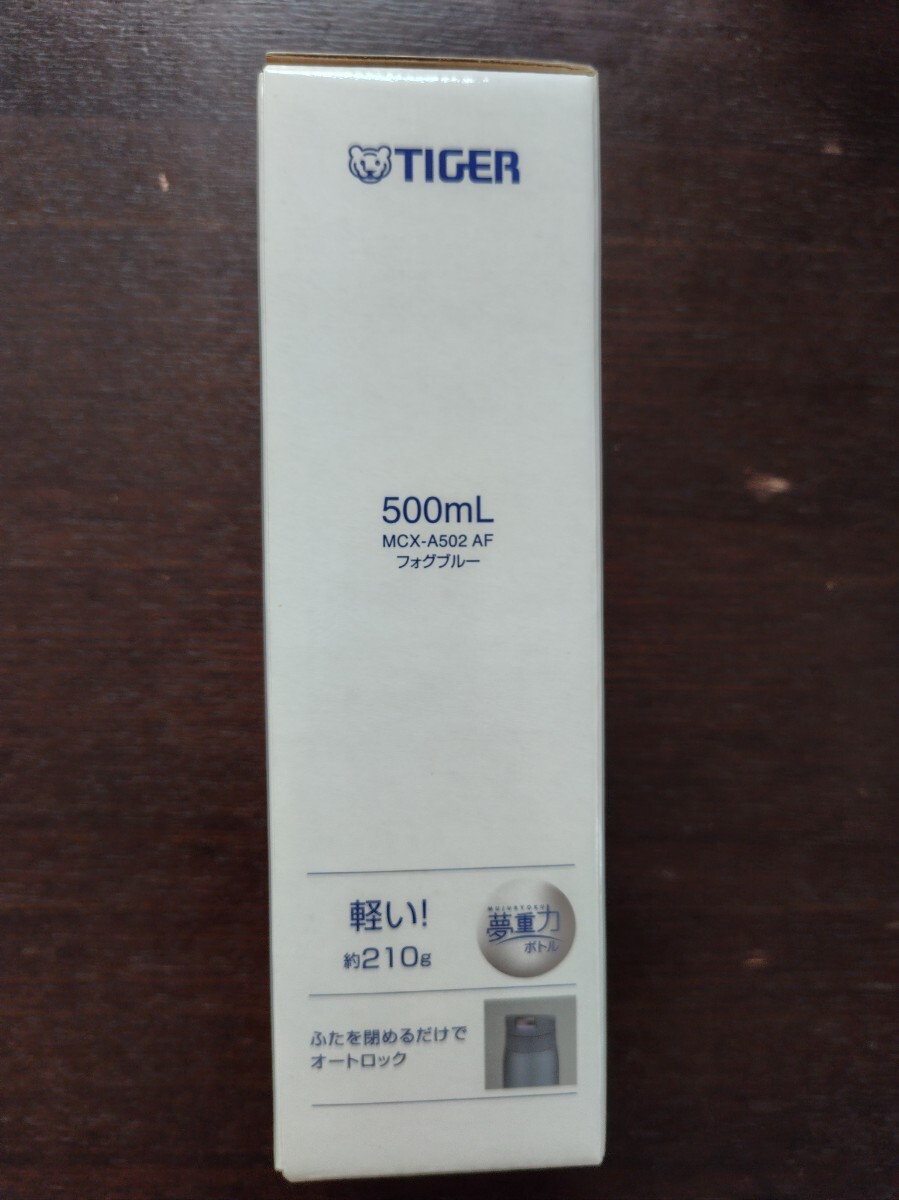 TIGER
500mL
MCX-A502 AF
フォグブルー
軽い!
約210g
MUJURYOKU
夢重力
ボトル
ふたを閉めるだけで
オートロック